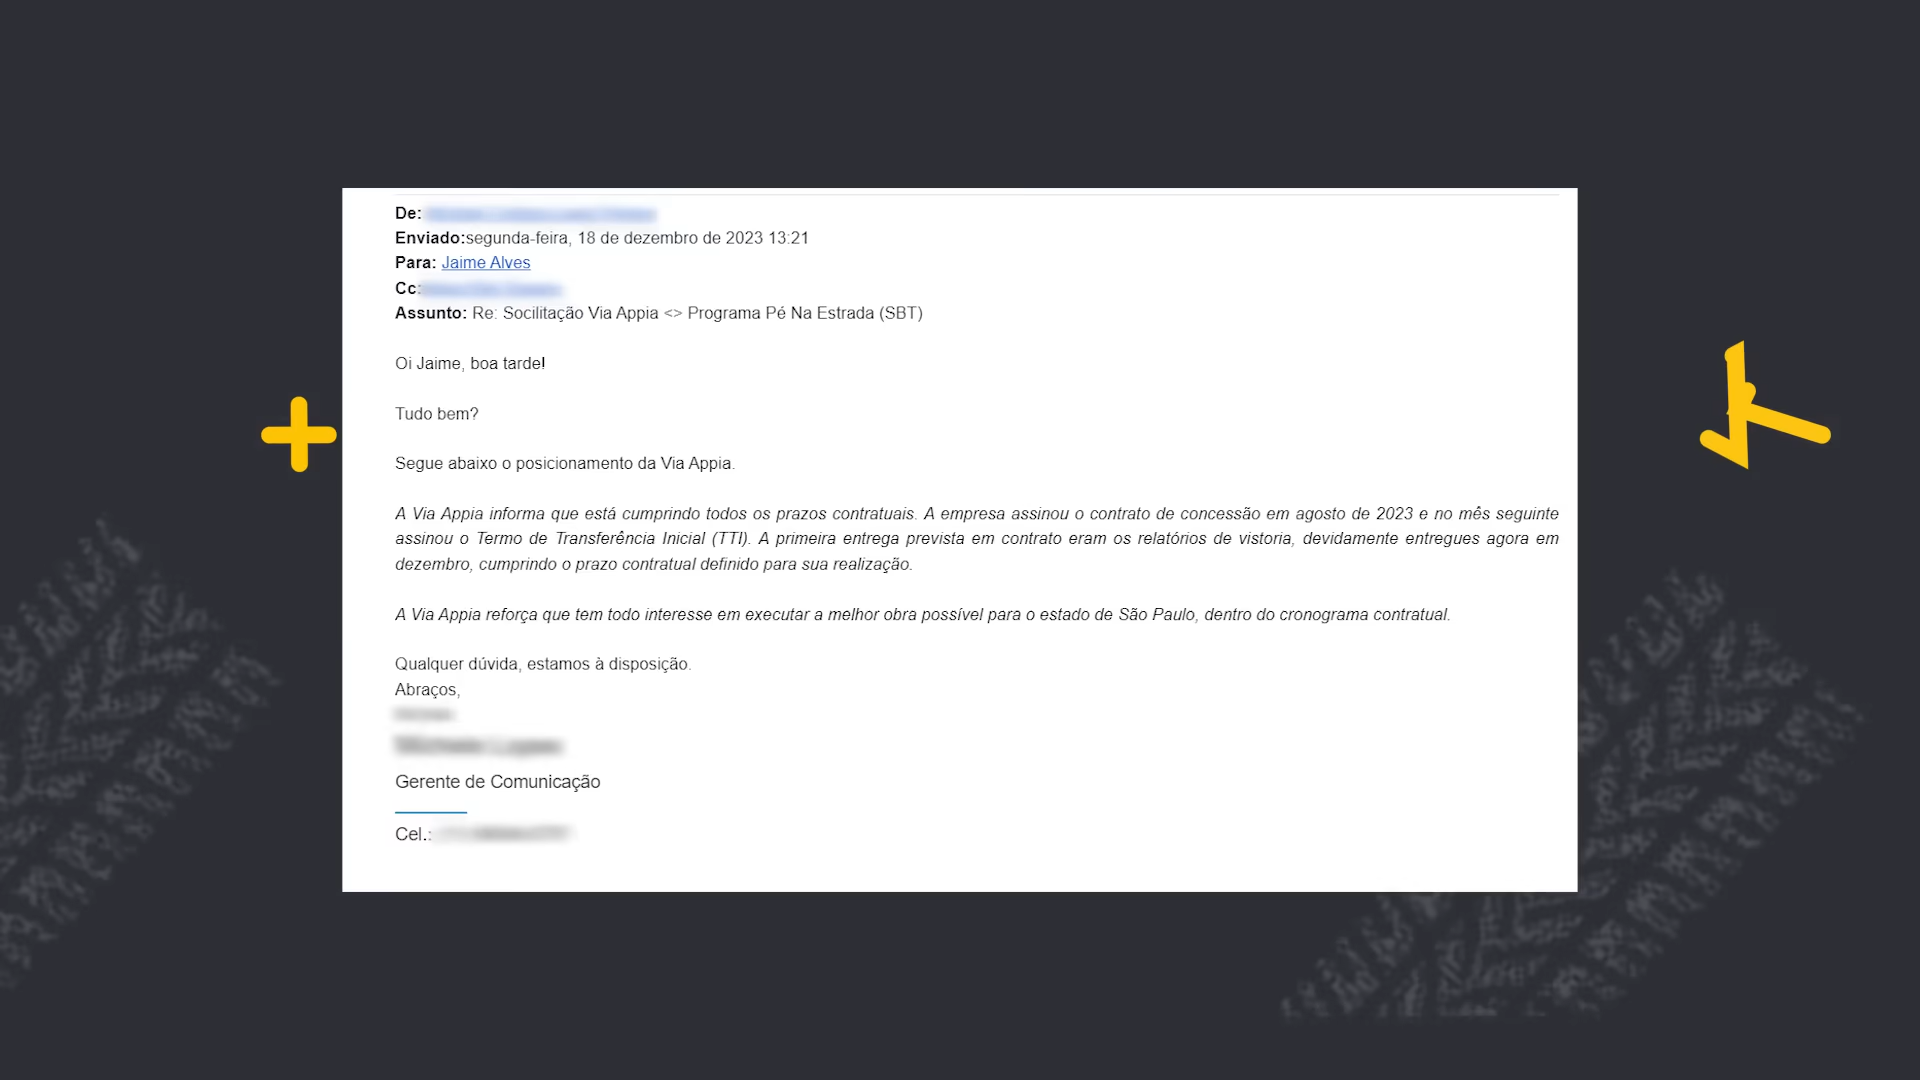 De:
Enviado:segunda-feira, 18 de dezembro de 2023 13:21
Para: Jaime Alves
Cc:
Assunto: Re: Socilitação Via Appia <> Programa Pé Na Estrada (SBT)
Oi Jaime, boa tarde!
Tudo bem?
Segue abaixo o posicionamento da Via Appia.
A Via Appia informa que está cumprindo todos os prazos contratuais. A empresa assinou o contrato de concessão em agosto de 2023 e no mês seguinte
assinou o Termo de Transferência Inicial (TTI). A primeira entrega prevista em contrato eram os relatórios de vistoria, devidamente entregues agora em
dezembro, cumprindo o prazo contratual definido para sua realização.
A Via Appia reforça que tem todo interesse em executar a melhor obra possível para o estado de São Paulo, dentro do cronograma contratual.
Qualquer dúvida, estamos à disposição.
Abraços,
Gerente de Comunicação
Cel.: